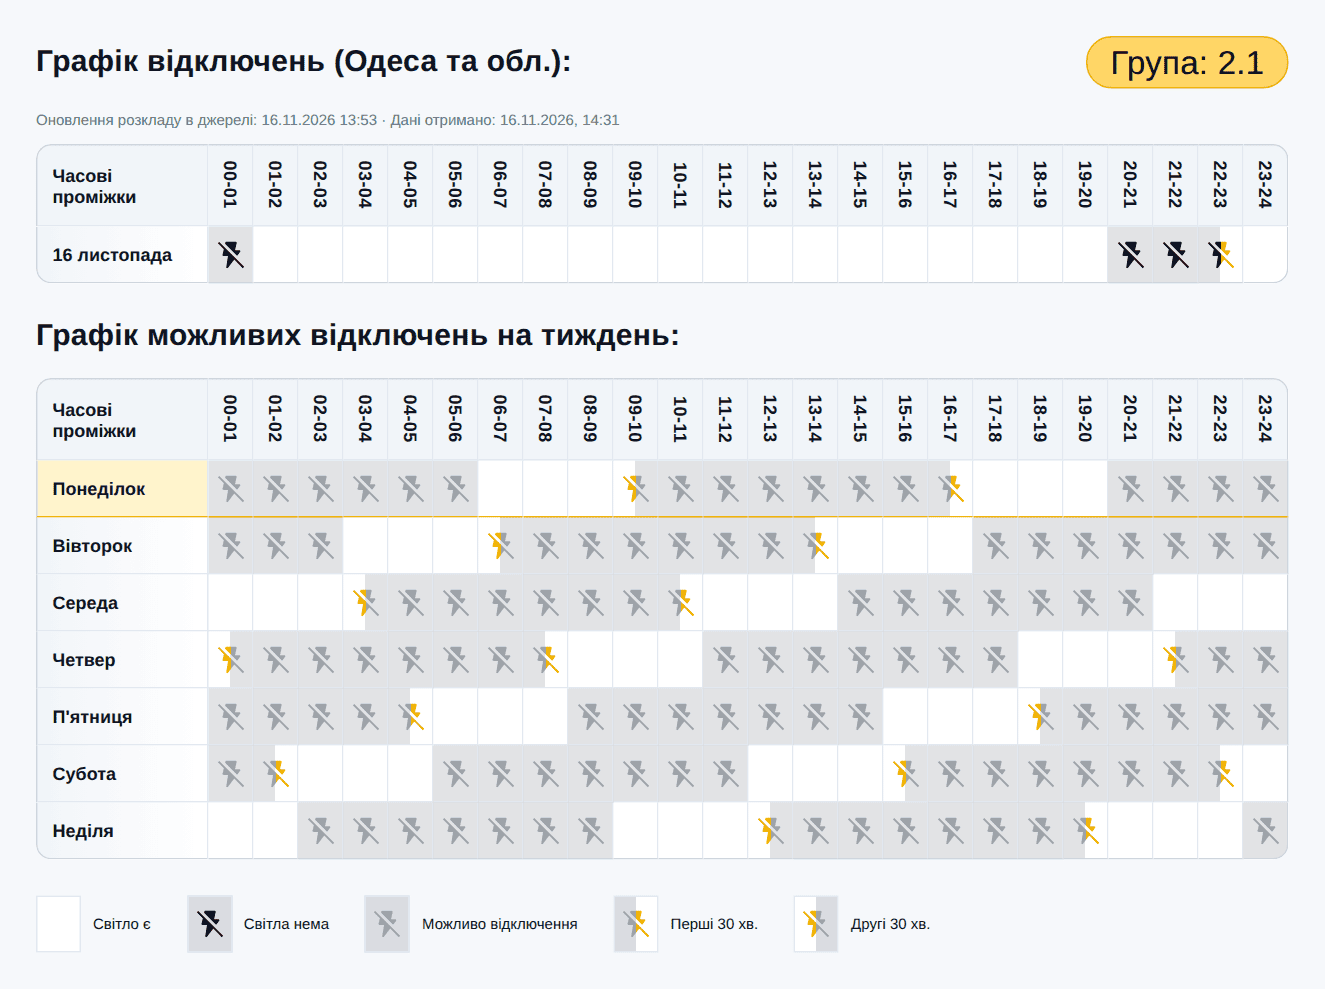 Графік відключень (Одеса та обл.):
Група: 2.1
Оновлення розкладу в джерелі: 16.11.2026 13:53 · Дані отримано: 16.11.2026, 14:31
Часові проміжки 00-01 01-02 02-03 03-04 04-05 05-06 06-07 07-08 08-09 09-10 10-11 11-12 12-13 13-14 14-15 15-16 16-17 17-18 18-19 19-20 20-21 21-22 22-23 23-24
16 листопада
Графік можливих відключень на тиждень:
Часові проміжки 00-01 01-02 02-03 03-04 04-05 05-06 06-07 07-08 08-09 09-10 10-11 11-12 12-13 13-14 14-15 15-16 16-17 17-18 18-19 19-20 20-21 21-22 22-23 23-24
Понеділок
Вівторок
Середа
Четвер
П'ятниця
Субота
Неділя
Світло є Світла нема Можливо відключення Перші 30 хв. Другі 30 хв.